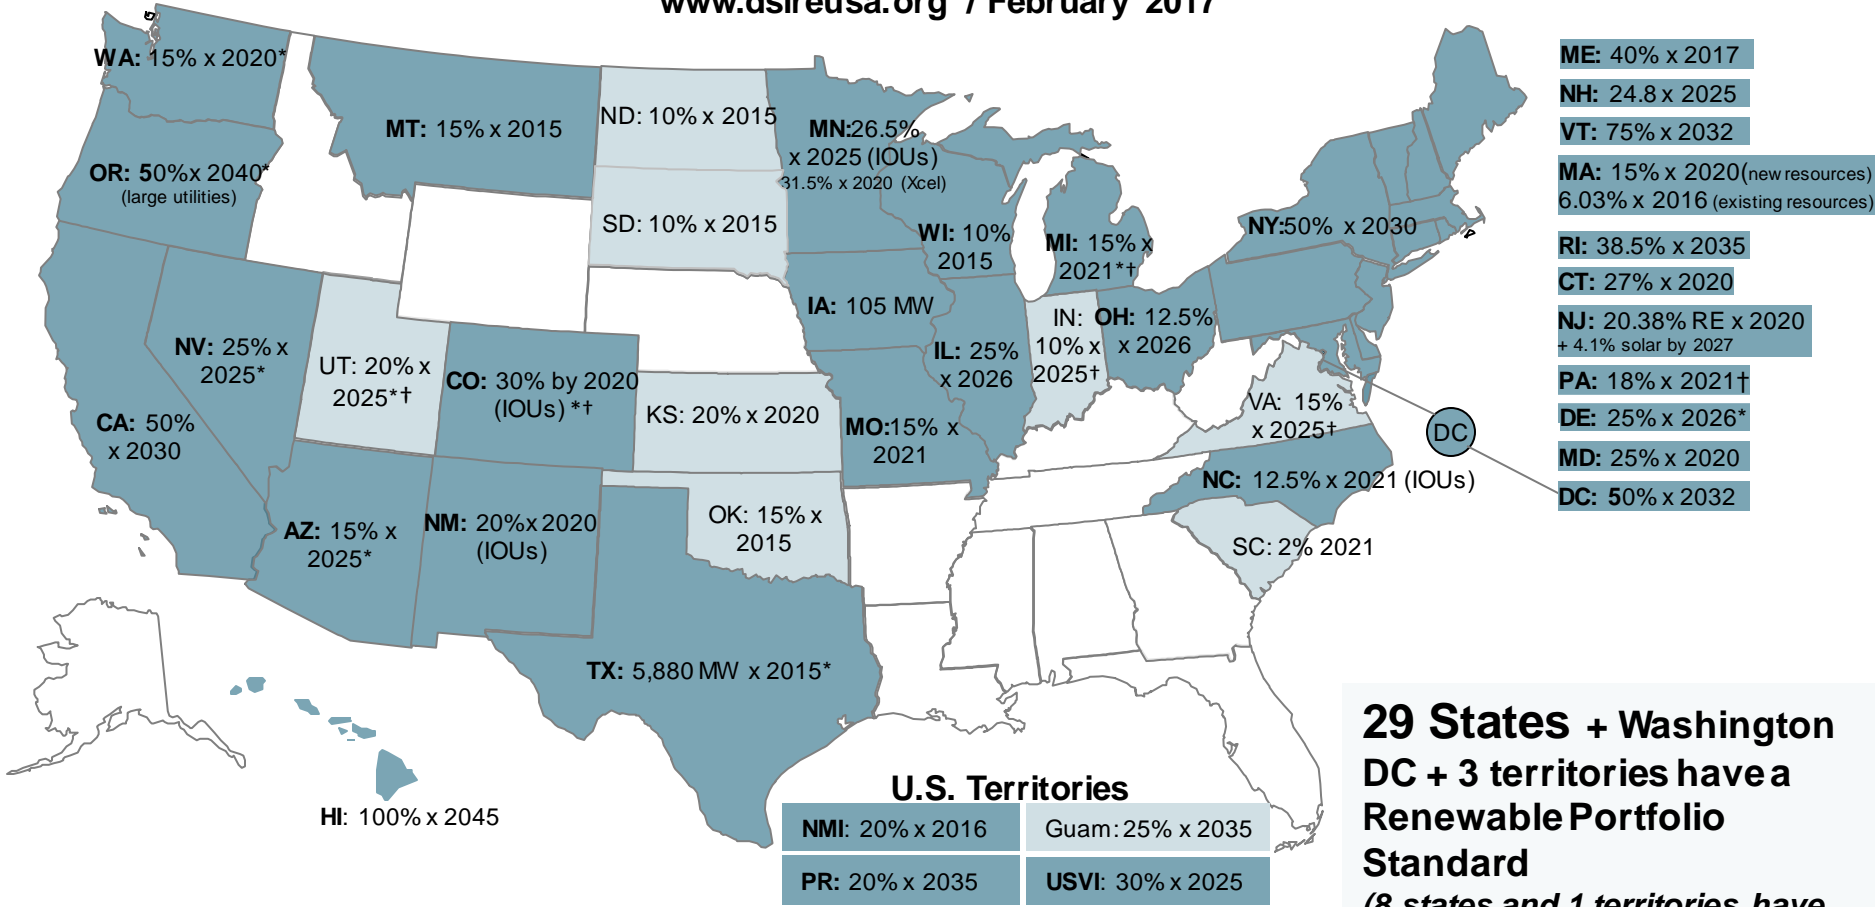 www.dsireusa.org / February 2017
WA: 15% x 2020*
MT: 15% x 2015
ND: 10% x 2015
MN:26.5%
x 2025 (IOUs)
31.5% x 2020 (Xcel)
OR: 50%x 2040*
(large utilities)
SD: 10% x 2015
WI: 10%
2015
MI: 15% x
2021*†
NY:50% x 2030
IA: 105 MW
NV: 25% x
2025*
UT: 20% x
2025*†
CO: 30% by 2020
(IOUs) *†
IL: 25%
x 2026
IN:
10% x
2025†
OH: 12.5%
x 2026
CA: 50%
x 2030
KS: 20% x 2020
MO:15% x
2021
VA: 15%
x 2025†
DC
NC: 12.5% x 2021 (IOUs)
AZ: 15% x
2025*
NM: 20%x 2020
(IOUs)
OK: 15% x
2015
SC: 2% 2021
TX: 5,880 MW x 2015*
HI: 100% x 2045
ME: 40% x 2017
NH: 24.8 x 2025
VT: 75% x 2032
MA: 15% x 2020(new resources)
6.03% x 2016 (existing resources)
RI: 38.5% x 2035
CT: 27% x 2020
NJ: 20.38% RE x 2020
+ 4.1% solar by 2027
PA: 18% x 2021†
DE: 25% x 2026*
MD: 25% x 2020
DC: 50% x 2032
U.S. Territories
NMI: 20% x 2016
Guam: 25% x 2035
PR: 20% x 2035
USVI: 30% x 2025
29 States + Washington
DC + 3 territories have a
Renewable Portfolio
Standard
(8 states and 1 territories have